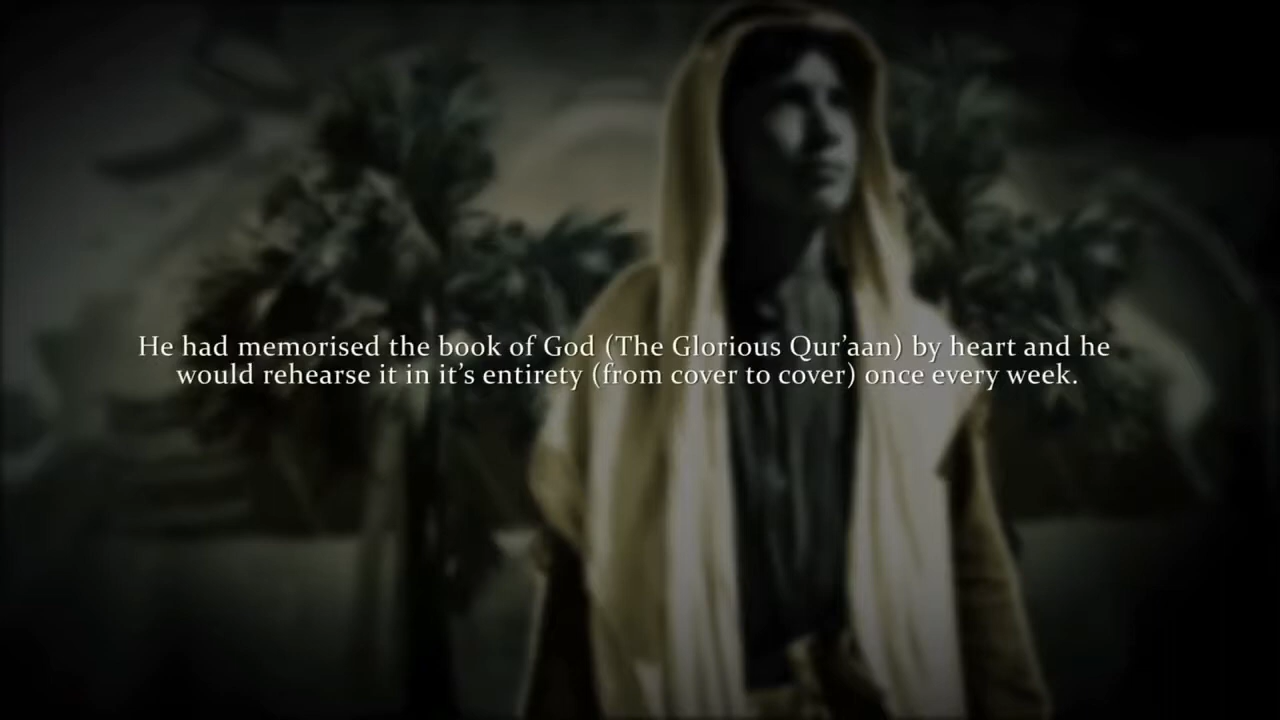 He had memorised the book of God (The Glorious Qur’aan) by heart and he
would rehearse it in it’s entirety (from cover to cover) once every week.